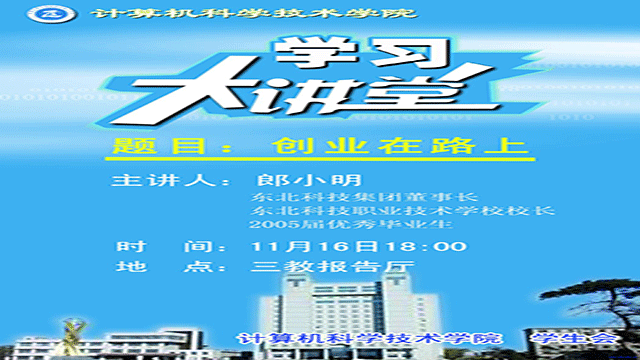 计算机科学技术学院
学习
大讲堂
题目：创业在路上
主讲人：郎小明
东北科技集团董事长
东北科技职业技术学校校长
2005届优秀毕业生
时 间：11月16日18:00
地 点：三教报告厅
计算机科学技术学院 学生会